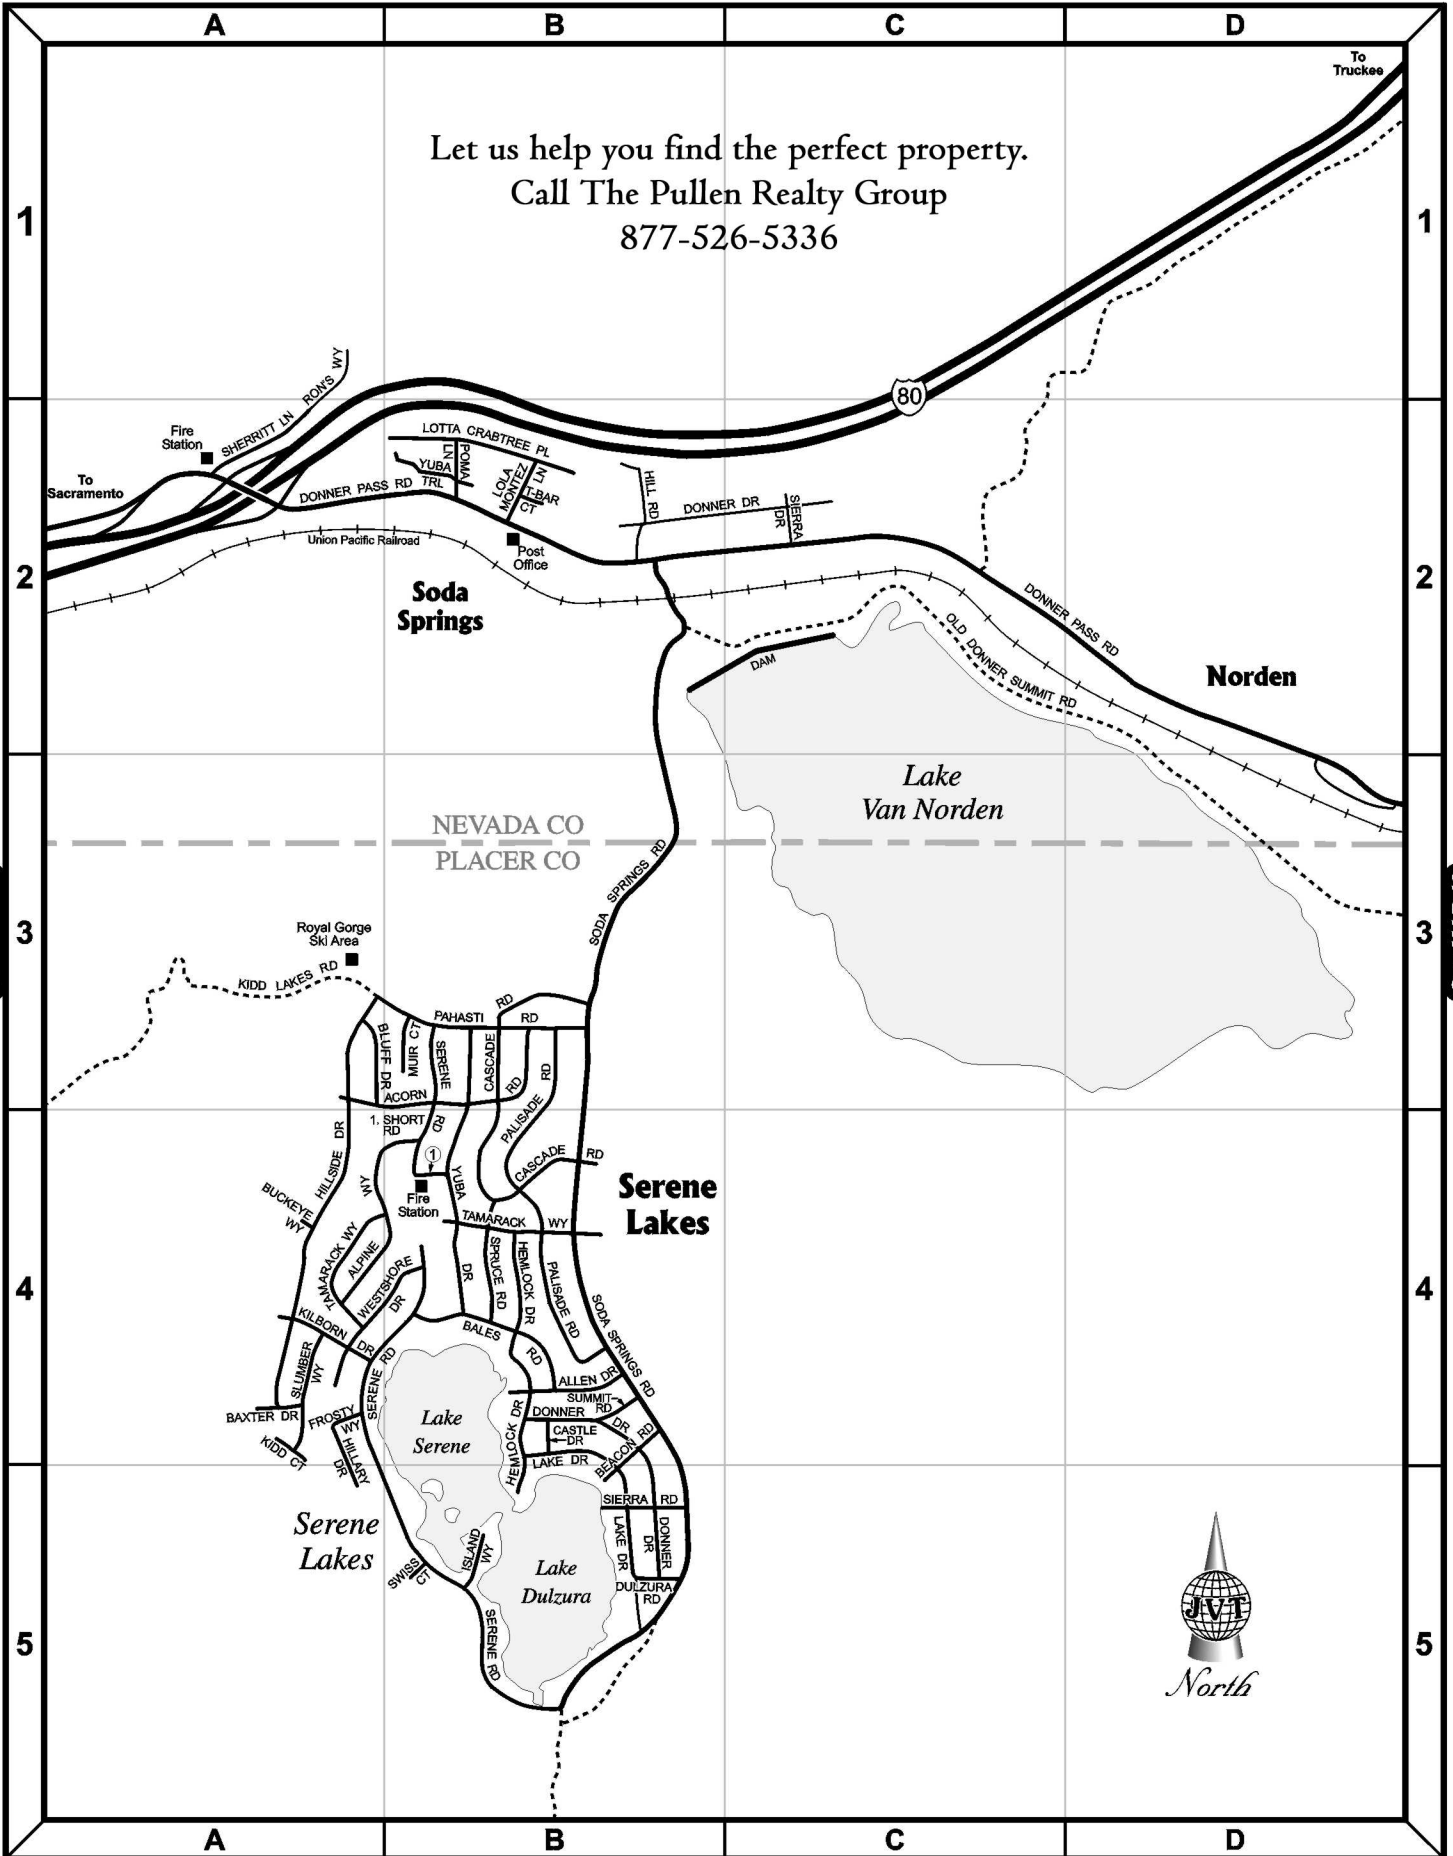 A B C D
To
Truckee
Let us help you find the perfect property.
Call The Pullen Realty Group
877-526-5336
1
1
RON'S WY
80
SHERRITT LN
Fire
Station
LOTTA CRABTREE PL
POMA
LN
YUBA
TRL
LOLA
MONTEZ
LN
T-BAR
CT
To
Sacramento
DONNER PASS RD
HILL RD
DONNER DR
SIERRA
DR
Union Pacific Railroad
Post
Office
2
2
Soda
Springs
DONNER PASS RD
OLD DONNER SUMMIT RD
DAM
Norden
Lake
Van Norden
NEVADA CO
PLACER CO
SODA SPRINGS RD
3
3
Royal Gorge
Ski Area
KIDD LAKES RD
RD
PAHASTI RD
BLUFF DR
MUIR CT
SERENE
CASCADE
RD
RD
ACORN
PALISADE
1. SHORT
RD
RD
1
HILLSIDE DR
CASCADE RD
WY
YUBA
BUCKEYE
WY
Fire
Station
Serene
Lakes
TAMARACK WY
TAMARACK WY
ALPINE
WESTSHORE
DR
DR
SPRUCE RD
HEMLOCK DR
PALISADE RD
4
4
SODA SPRINGS RD
KILBORN
DR
BALES
RD
SLUMBER
WY
SERENE RD
ALLEN DR
SUMMIT
RD
BAXTER DR
FROSTY
WY
DONNER
DR
Lake
Serene
CASTLE
DR
HEMLOCK DR
KIDD CT
HILLARY
DR
LAKE DR
BEACON RD
SIERRA RD
Serene
Lakes
ISLAND
WY
LAKE DR
DR
DONNER
SWISS
CT
Lake
Dulzura
DULZURA
RD
SERENE RD
JVT
5
5
North
A B C D